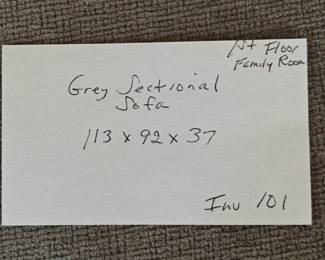 1st Floor
Family Room
Grey Sectional
Sofa
113 x 92 x 37
Inv 101